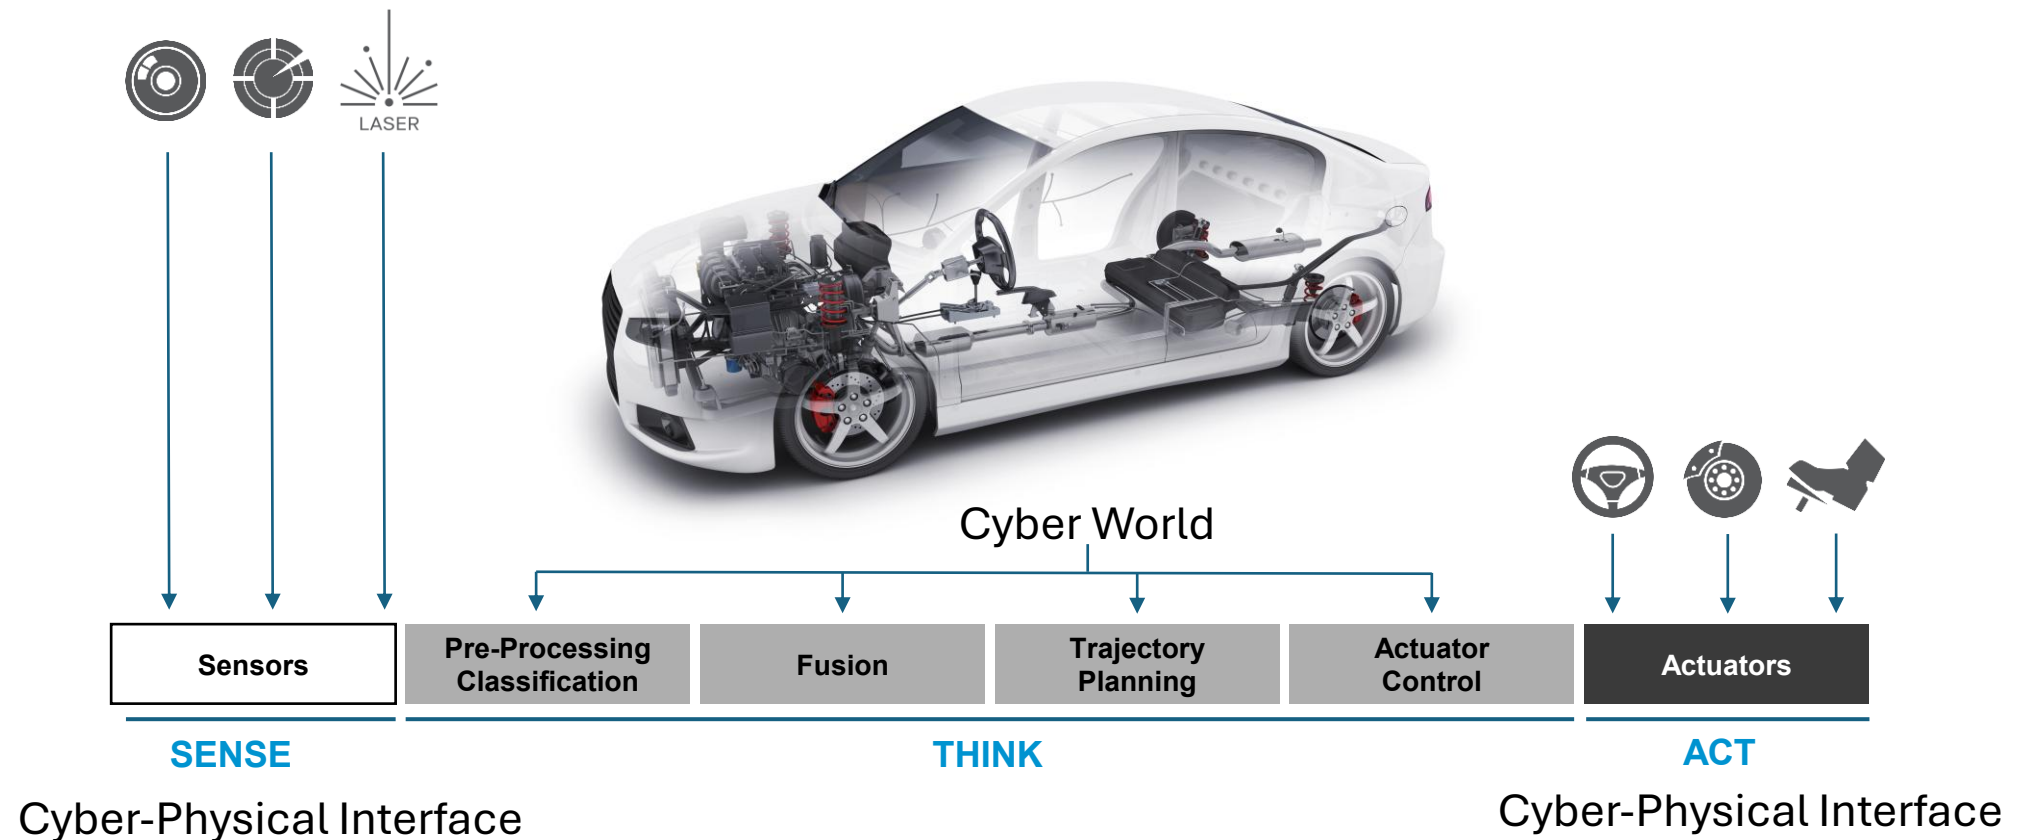 LASER
Cyber World
Sensors
Pre-Processing
Classification
Fusion
Trajectory
Planning
Actuator
Control
Actuators
SENSE
THINK
ACT
Cyber-Physical Interface
Cyber-Physical Interface